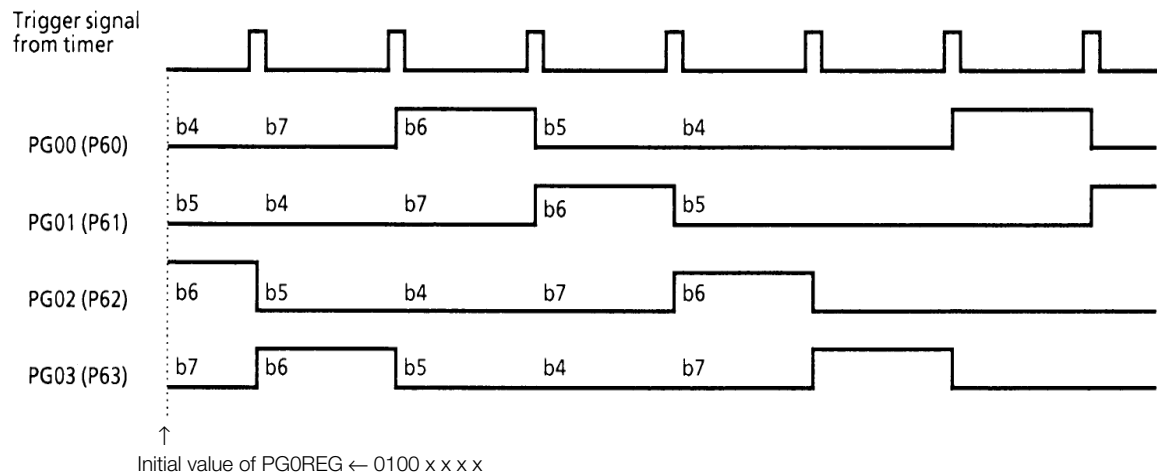 Trigger signal
from timer
PG00 (P60)
b4 b7 b6 b5 b4
PG01 (P61)
b5 b4 b7 b6 b5
PG02 (P62)
b6 b5 b4 b7 b6
PG03 (P63)
b7 b6 b5 b4 b7
↑
Initial value of PG0REG ← 0100 x x x x